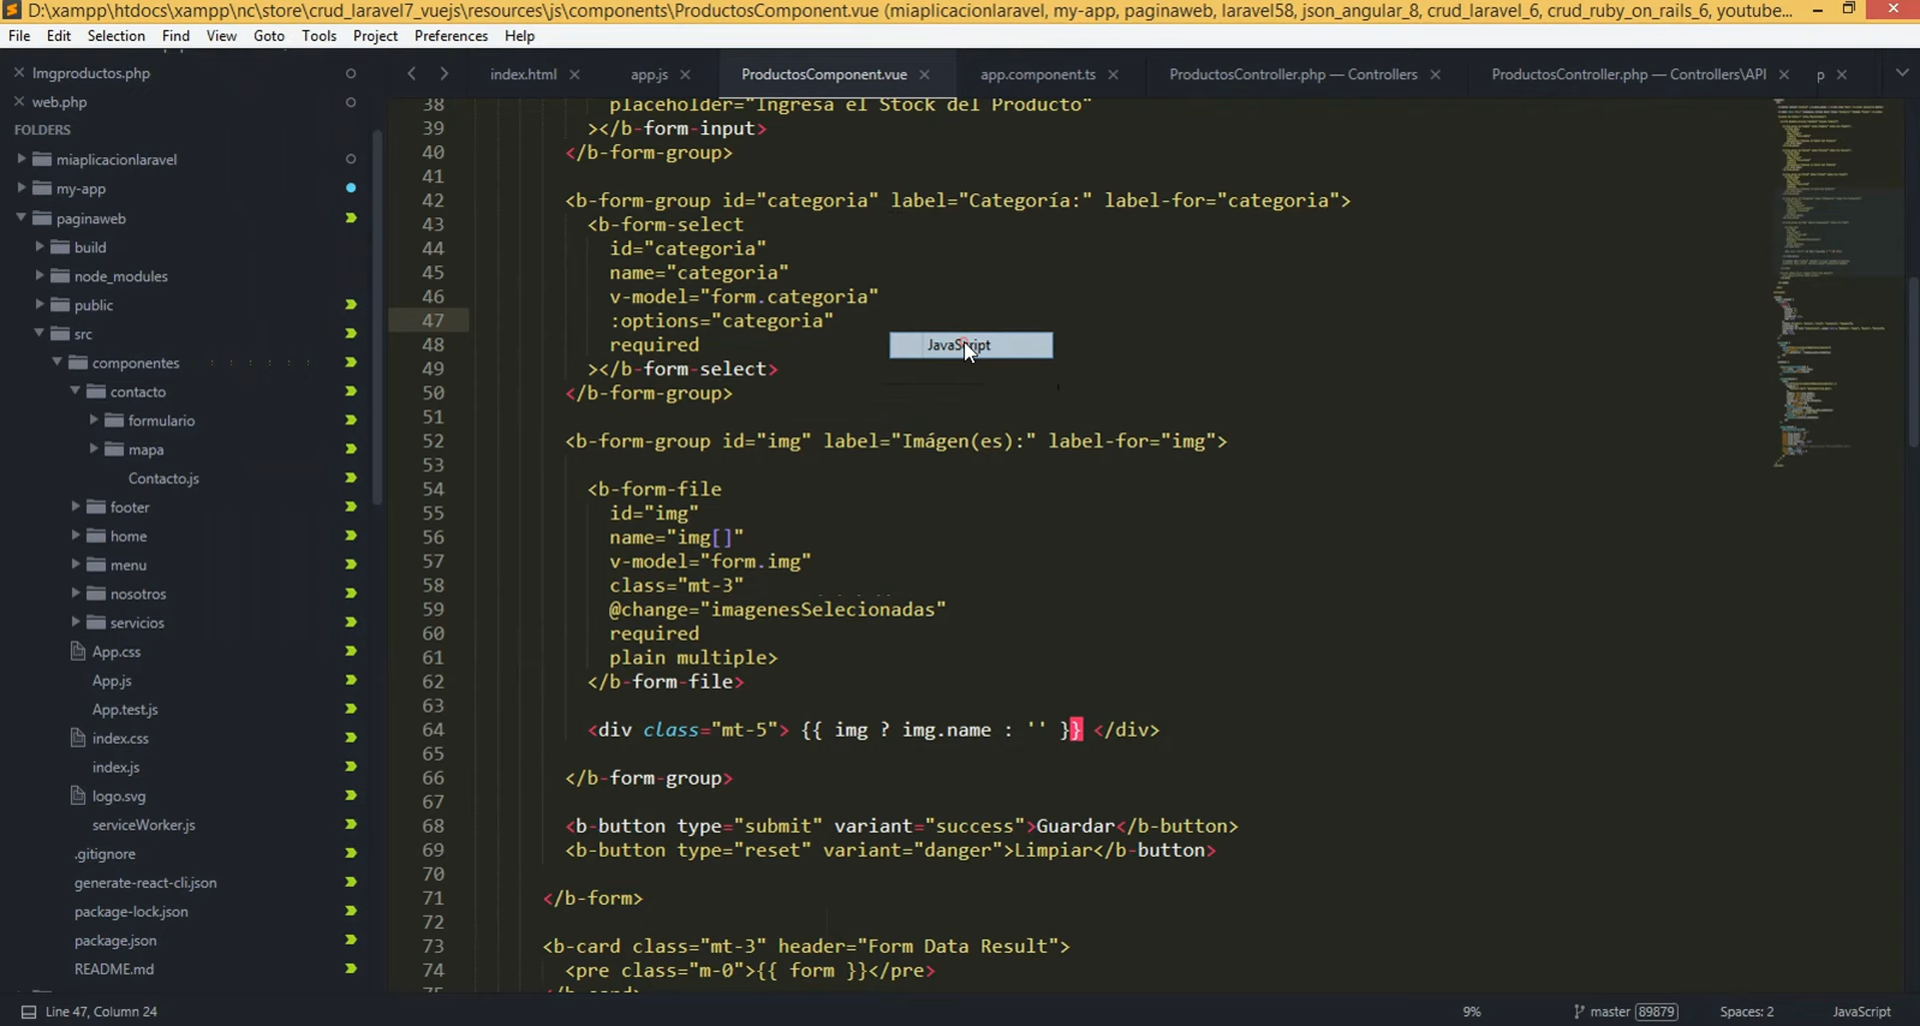 D:\xampp\htdocs\xampp\nc\store\crud_laravel7_vuejs\resources\js\components\ProductosComponent.vue (miaplicacionlaravel, my-app, paginaweb, laravel58, json_angular_8, crud_laravel_6, crud_ruby_on_rails_6, youtube...
File Edit Selection Find View Goto Tools Project Preferences Help
Imgproductos.php
web.php
FOLDERS
miaplicacionlaravel
my-app
paginaweb
build
node_modules
public
src
componentes
contacto
formulario
mapa
Contacto.js
footer
home
menu
nosotros
servicios
App.css
App.js
App.test.js
index.css
index.js
logo.svg
serviceWorker.js
.gitignore
generate-react-cli.json
package-lock.json
package.json
README.md
index.html app.js ProductosComponent.vue app.component.ts ProductosController.php — Controllers ProductosController.php — Controllers\API p
38 placeholder="Ingresa el Stock del Producto"
39 ></b-form-input>
40 </b-form-group>
41
42 <b-form-group id="categoria" label="Categoría:" label-for="categoria">
43 <b-form-select
44 id="categoria"
45 name="categoria"
46 v-model="form.categoria"
47 :options="categoria"
48 required
49 ></b-form-select>
50 </b-form-group>
51
52 <b-form-group id="img" label="Imágen(es):" label-for="img">
53
54 <b-form-file
55 id="img"
56 name="img[]"
57 v-model="form.img"
58 class="mt-3"
59 @change="imagenesSelecionadas"
60 required
61 plain multiple>
62 </b-form-file>
63
64 <div class="mt-5"> {{ img ? img.name : '' }} </div>
65
66 </b-form-group>
67
68 <b-button type="submit" variant="success">Guardar</b-button>
69 <b-button type="reset" variant="danger">Limpiar</b-button>
70
71 </b-form>
72
73 <b-card class="mt-3" header="Form Data Result">
74 <pre class="m-0">{{ form }}</pre>
75 </b-card>
JavaScript
Line 47, Column 24 9% master 89879 Spaces: 2 JavaScript